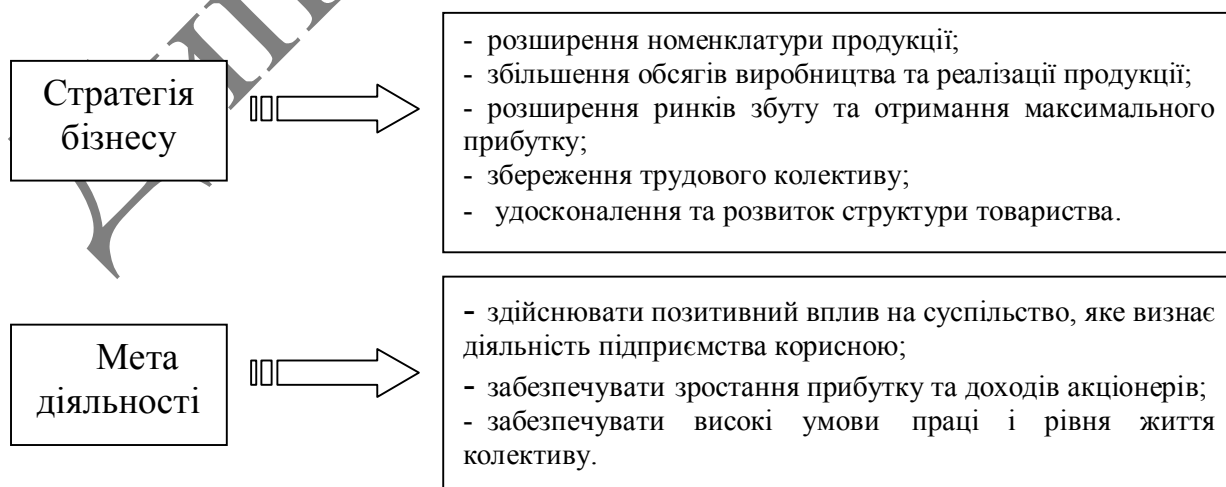 Стратегія
бізнесу
- розширення номенклатури продукції;
- збільшення обсягів виробництва та реалізації продукції;
- розширення ринків збуту та отримання максимального
прибутку;
- збереження трудового колективу;
- удосконалення та розвиток структури товариства.
Мета
діяльності
- здійснювати позитивний вплив на суспільство, яке визнає
діяльність підприємства корисною;
- забезпечувати зростання прибутку та доходів акціонерів;
- забезпечувати високі умови праці і рівня життя
колективу.